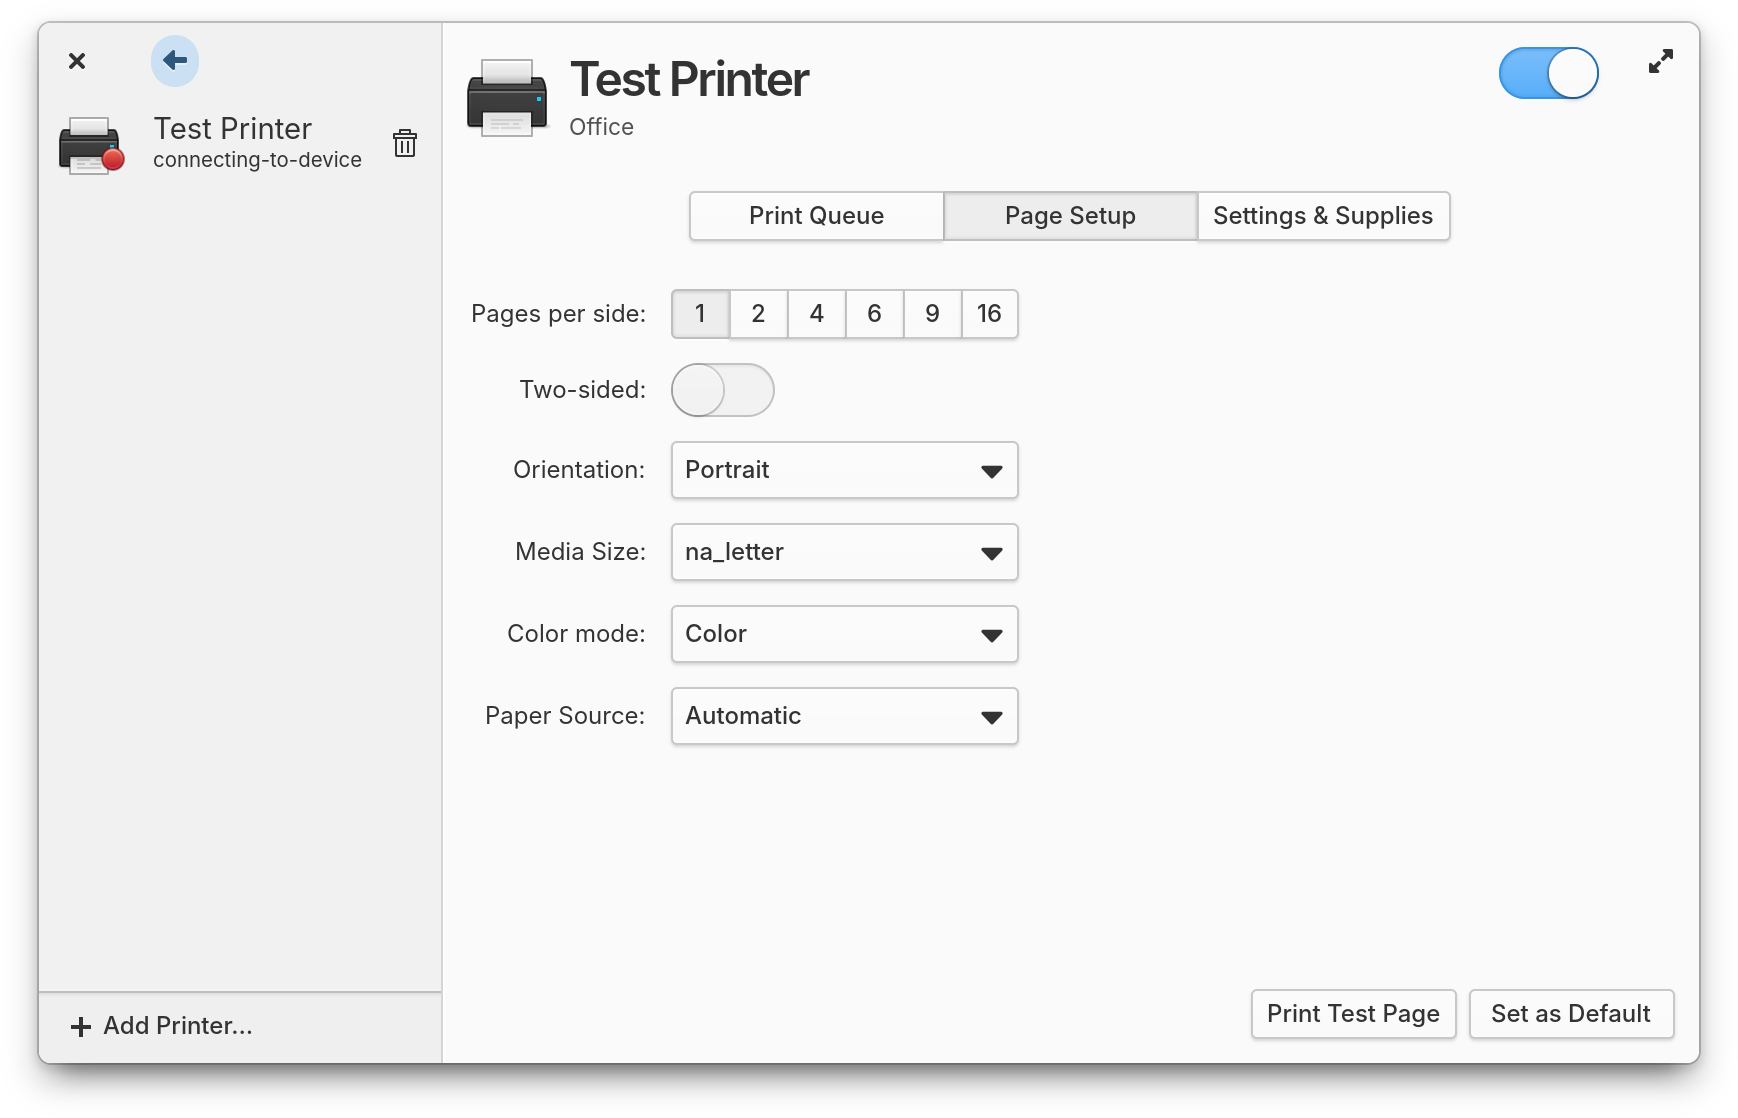 Test Printer
connecting-to-device
Add Printer...
Test Printer
Office
Print Queue
Page Setup
Settings & Supplies
Pages per side: 1 2 4 6 9 16
Two-sided:
Orientation: Portrait
Media Size: na_letter
Color mode: Color
Paper Source: Automatic
Print Test Page
Set as Default